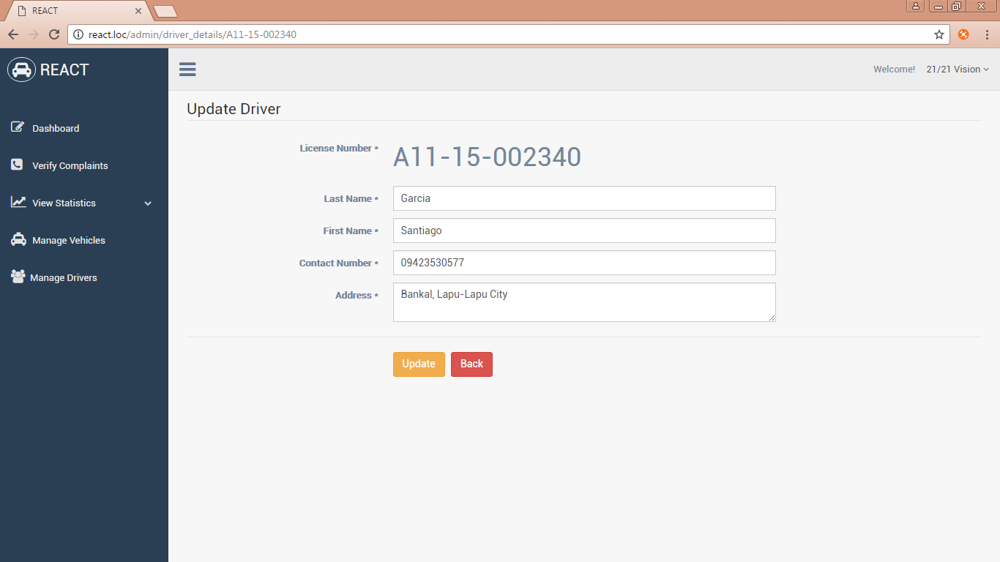 REACT
react.loc/admin/driver_details/A11-15-002340
REACT
Welcome! 21/21 Vision
Dashboard
Verify Complaints
View Statistics
Manage Vehicles
Manage Drivers
Update Driver
License Number * A11-15-002340
Last Name * Garcia
First Name * Santiago
Contact Number * 09423530577
Address * Bankal, Lapu-Lapu City
Update Back